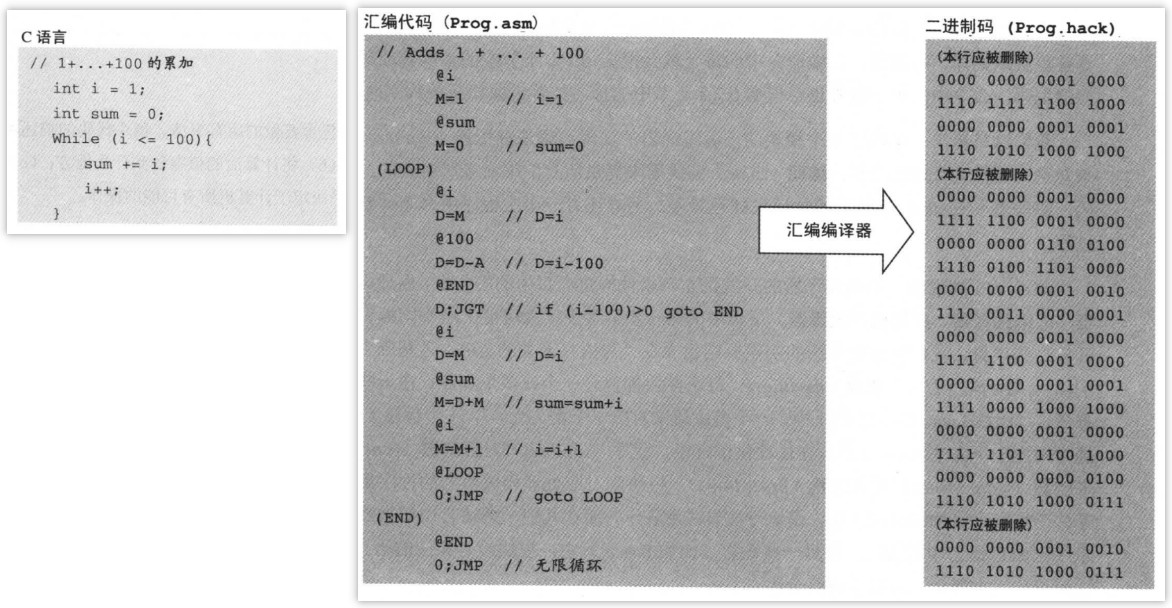 C 语言
// 1+...+100 的累加
int i = 1;
int sum = 0;
While (i <= 100){
sum += i;
i++;
}
汇编代码 (Prog.asm)
// Adds 1 + ... + 100
@i
M=1 // i=1
@sum
M=0 // sum=0
(LOOP)
@i
D=M // D=i
@100
D=D-A // D=i-100
@END
D;JGT // if (i-100)>0 goto END
@i
D=M // D=i
@sum
M=D+M // sum=sum+i
@i
M=M+1 // i=i+1
@LOOP
0;JMP // goto LOOP
(END)
@END
0;JMP // 无限循环
汇编编译器
二进制码 (Prog.hack)
(本行应被删除)
0000 0000 0001 0000
1110 1111 1100 1000
0000 0000 0001 0001
1110 1010 1000 1000
(本行应被删除)
0000 0000 0001 0000
1111 1100 0001 0000
0000 0000 0110 0100
1110 0100 1101 0000
0000 0000 0001 0010
1110 0011 0000 0001
0000 0000 0001 0000
1111 1100 0001 0000
0000 0000 0001 0001
1111 0000 1000 1000
0000 0000 0001 0000
1111 1101 1100 1000
0000 0000 0000 0100
1110 1010 1000 0111
(本行应被删除)
0000 0000 0001 0010
1110 1010 1000 0111